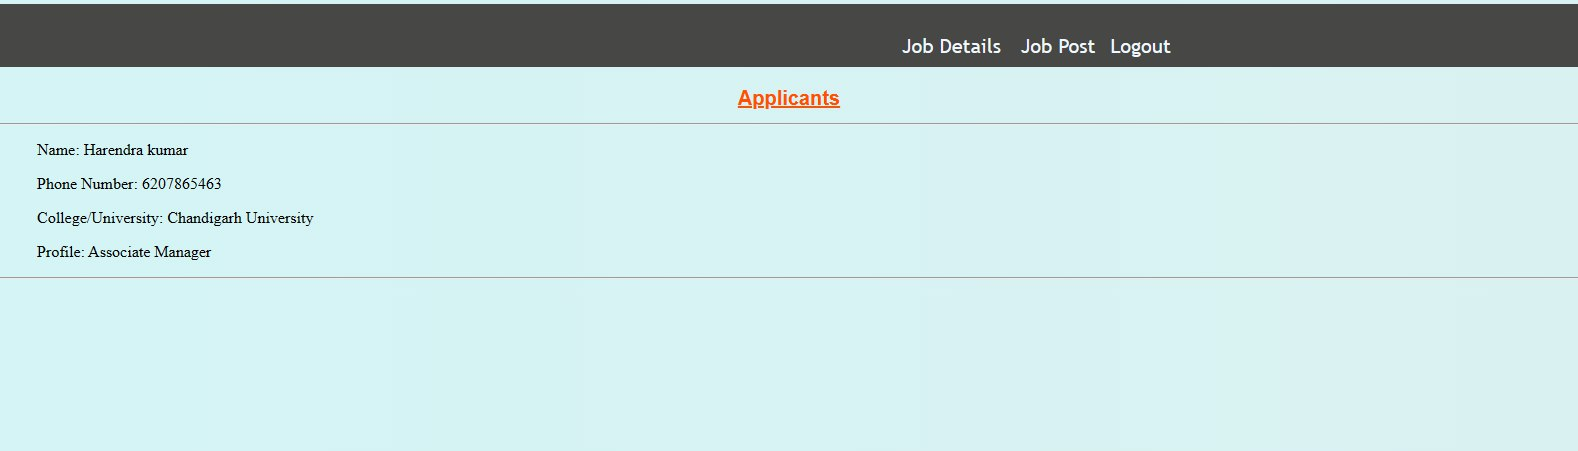 Job Details Job Post Logout
Applicants
Name: Harendra kumar
Phone Number: 6207865463
College/University: Chandigarh University
Profile: Associate Manager